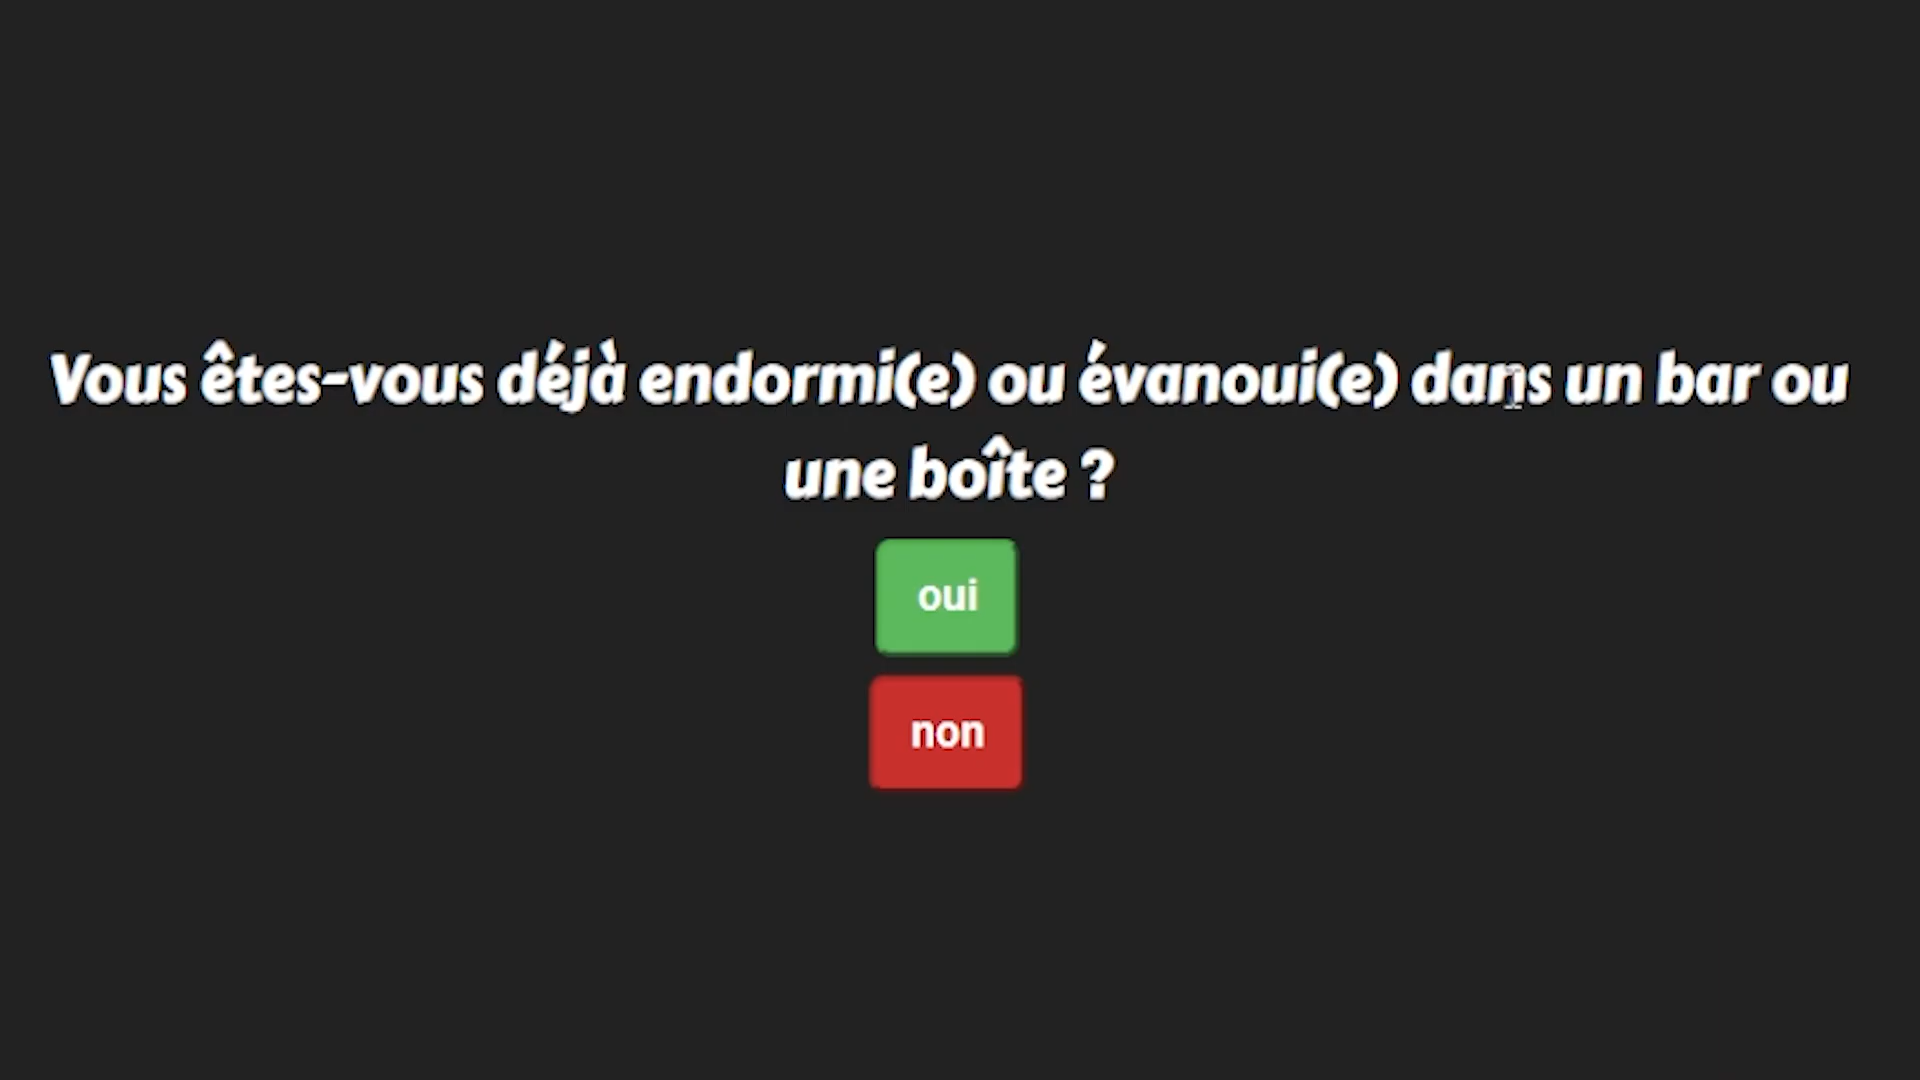 Vous êtes-vous déjà endormi(e) ou évanoui(e) dans un bar ou
une boîte ?
oui
non